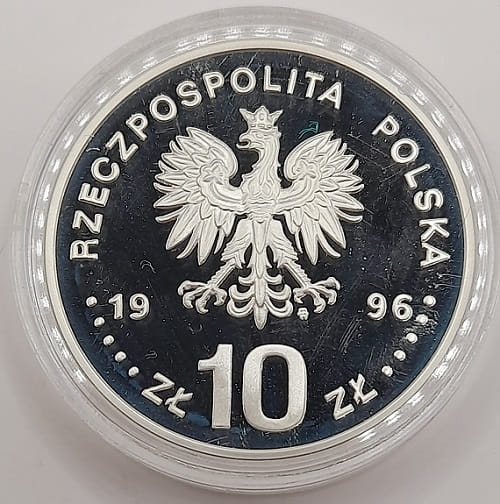 RZECZPOSPOLITA POLSKA
19 96
ZŁ 10 ZŁ